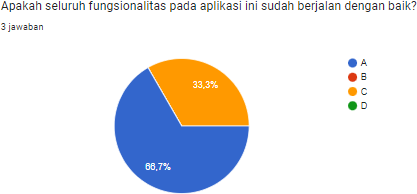 Apakah seluruh fungsionalitas pada aplikasi ini sudah berjalan dengan baik?
3 jawaban
A
B
C
D
33,3%
66,7%